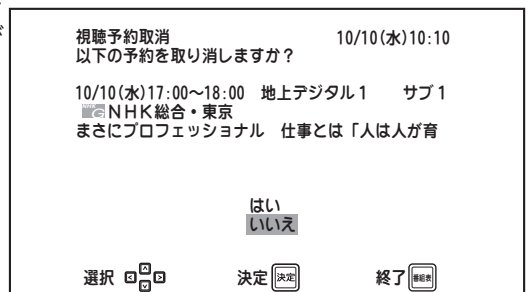 視聴予約取消 10/10(水)10:10
以下の予約を取り消しますか？
10/10(水)17:00～18:00 地上デジタル1 サブ1
NHK G NHK総合・東京
まさにプロフェッショナル 仕事とは「人は人が育
はい
いいえ
選択 決定 決定 終了 番組表